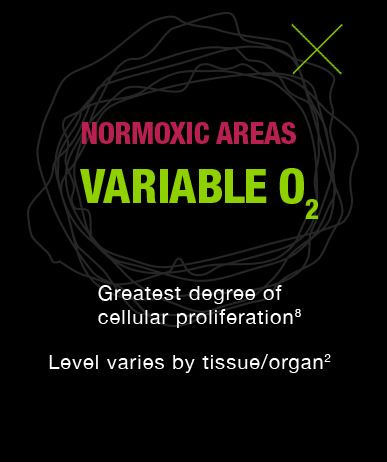 NORMOXIC AREAS
VARIABLE O₂
Greatest degree of
cellular proliferation⁸
Level varies by tissue/organ²